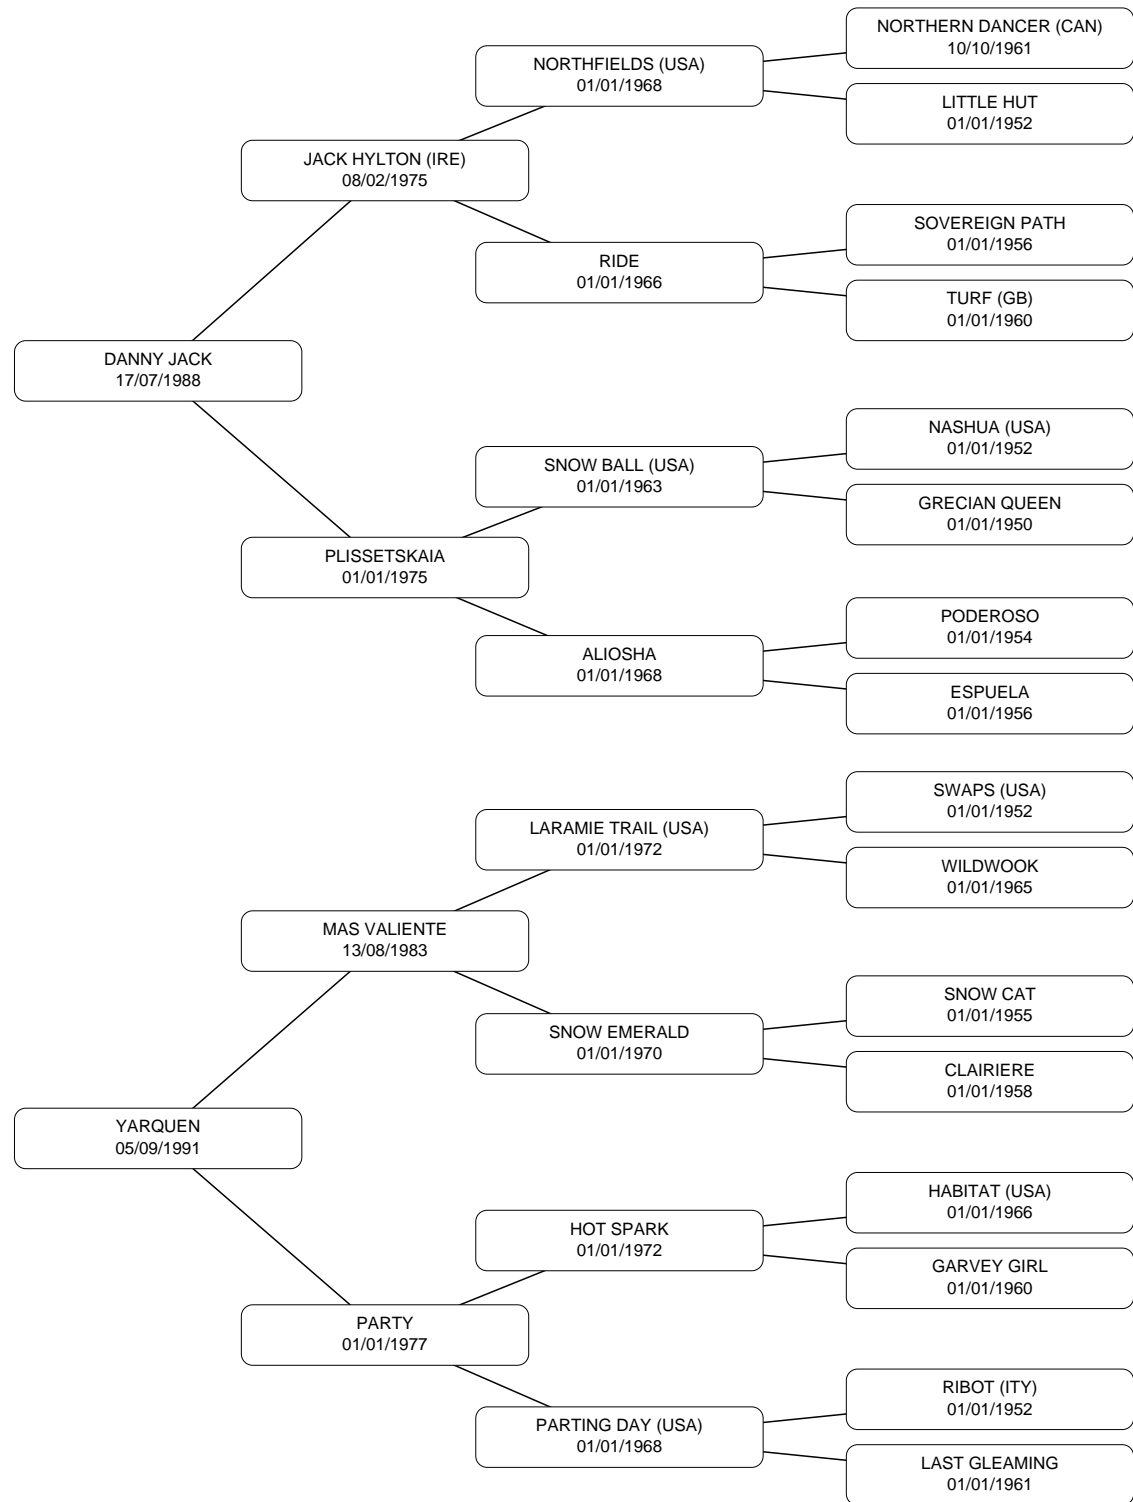 NORTHERN DANCER (CAN)
10/10/1961
NORTHFIELDS (USA)
01/01/1968
LITTLE HUT
01/01/1952
JACK HYLTON (IRE)
08/02/1975
SOVEREIGN PATH
01/01/1956
RIDE
01/01/1966
TURF (GB)
01/01/1960
DANNY JACK
17/07/1988
NASHUA (USA)
01/01/1952
SNOW BALL (USA)
01/01/1963
GRECIAN QUEEN
01/01/1950
PLISSETSKAIA
01/01/1975
PODEROSO
01/01/1954
ALIOSHA
01/01/1968
ESPUELA
01/01/1956
SWAPS (USA)
01/01/1952
LARAMIE TRAIL (USA)
01/01/1972
WILDWOOK
01/01/1965
MAS VALIENTE
13/08/1983
SNOW CAT
01/01/1955
SNOW EMERALD
01/01/1970
CLAIRIERE
01/01/1958
YARQUEN
05/09/1991
HABITAT (USA)
01/01/1966
HOT SPARK
01/01/1972
GARVEY GIRL
01/01/1960
PARTY
01/01/1977
RIBOT (ITY)
01/01/1952
PARTING DAY (USA)
01/01/1968
LAST GLEAMING
01/01/1961